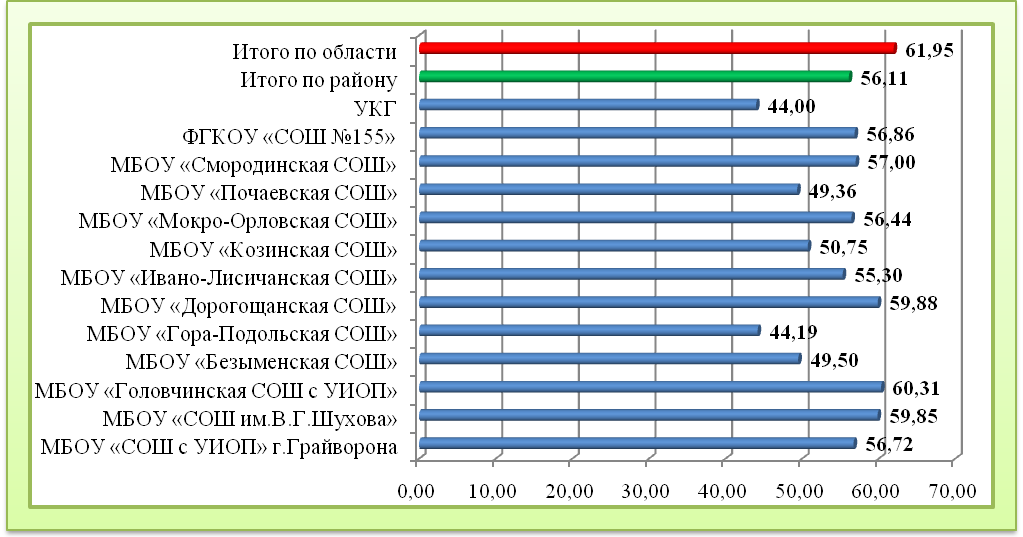 Итого по области 61,95
Итого по району 56,11
УКГ 44,00
ФГКОУ «СОШ №155» 56,86
МБОУ «Смородинская СОШ» 57,00
МБОУ «Почаевская СОШ» 49,36
МБОУ «Мокро-Орловская СОШ» 56,44
МБОУ «Козинская СОШ» 50,75
МБОУ «Ивано-Лисичанская СОШ» 55,30
МБОУ «Дорогощанская СОШ» 59,88
МБОУ «Гора-Подольская СОШ» 44,19
МБОУ «Безыменская СОШ» 49,50
МБОУ «Головчинская СОШ с УИОП» 60,31
МБОУ «СОШ им.В.Г.Шухова» 59,85
МБОУ «СОШ с УИОП» г.Грайворона 56,72
0,00 10,00 20,00 30,00 40,00 50,00 60,00 70,00